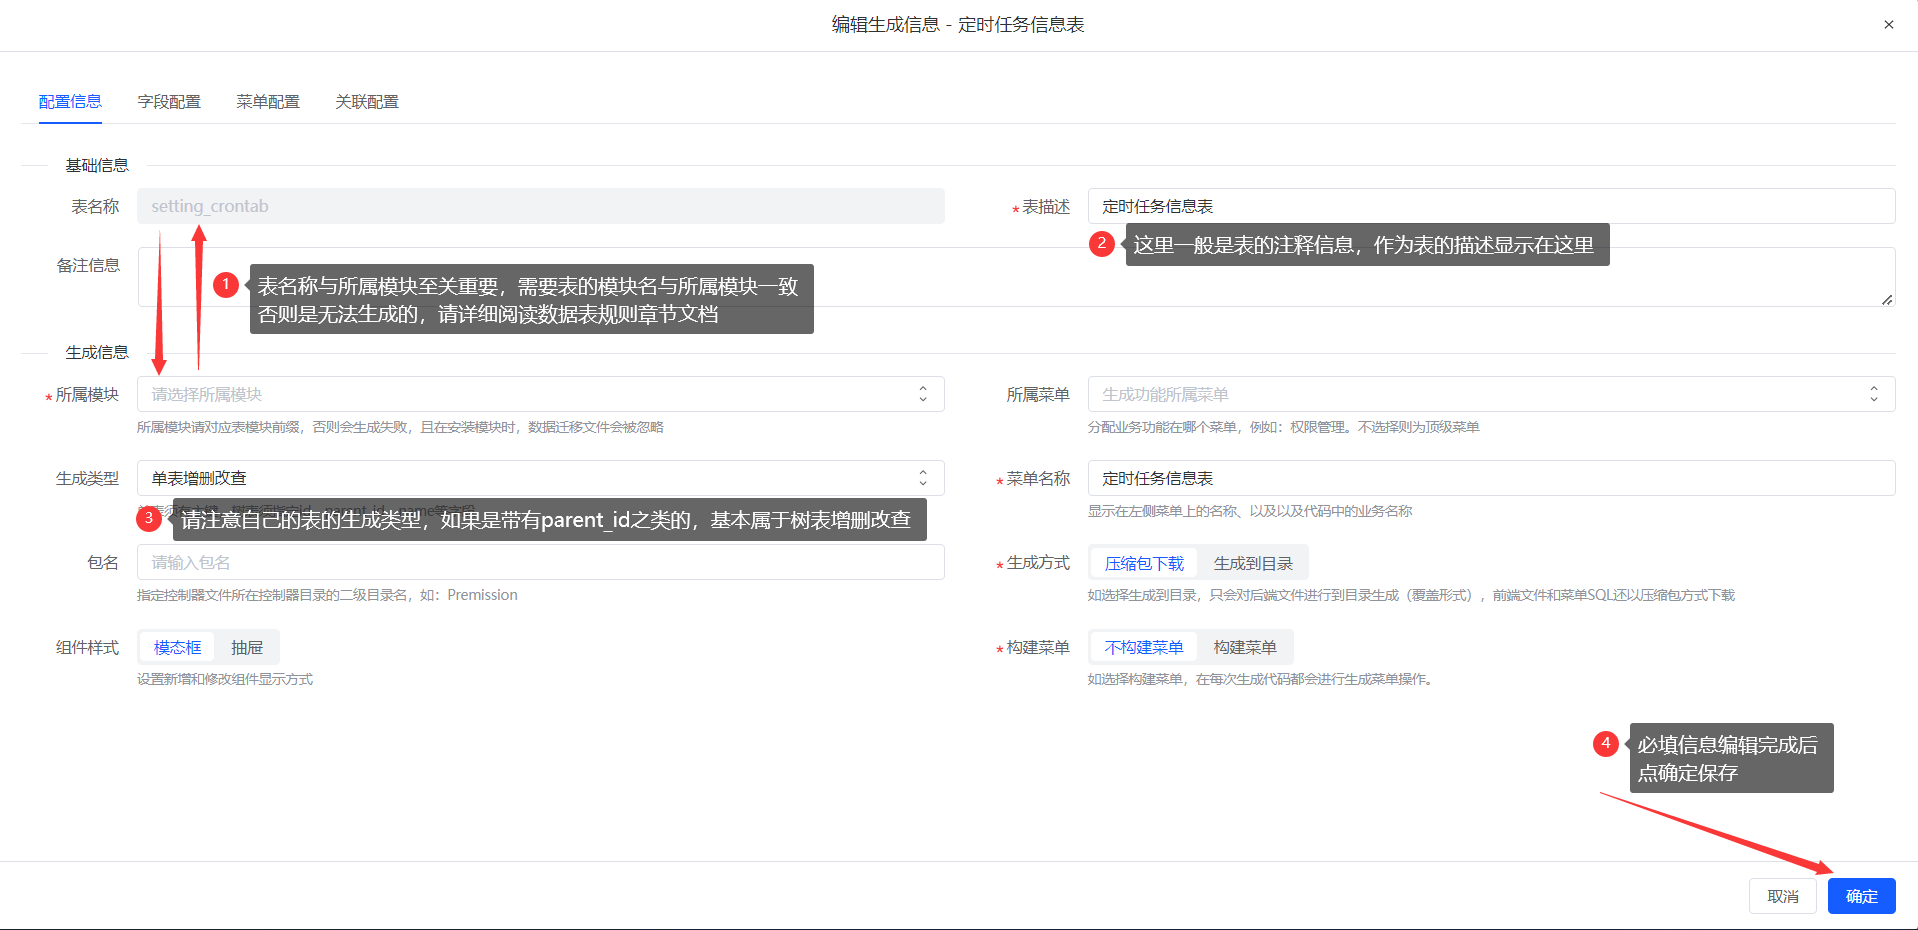 编辑生成信息 - 定时任务信息表
配置信息
字段配置
菜单配置
关联配置
基础信息
表名称
setting_crontab
*表描述
定时任务信息表
2
这里一般是表的注释信息，作为表的描述显示在这里
备注信息
1
表名称与所属模块至关重要，需要表的模块名与所属模块一致
否则是无法生成的，请详细阅读数据表规则章节文档
生成信息
*所属模块
请选择所属模块
所属模块请对应表模块前缀，否则会生成失败，且在安装模块时，数据迁移文件会被忽略
所属菜单
生成功能所属菜单
分配业务功能在哪个菜单，例如：权限管理。不选择则为顶级菜单
生成类型
单表增删改查
3
请注意自己的表的生成类型，如果是带有parent_id之类的，基本属于树表增删改查
*菜单名称
定时任务信息表
显示在左侧菜单上的名称、以及以及代码中的业务名称
包名
请输入包名
指定控制器文件所在控制器目录的二级目录名，如：Premission
*生成方式
压缩包下载
生成到目录
如选择生成到目录，只会对后端文件进行到目录生成（覆盖形式），前端文件和菜单SQL还以压缩包方式下载
组件样式
模态框
抽屉
设置新增和修改组件显示方式
*构建菜单
不构建菜单
构建菜单
如选择构建菜单，在每次生成代码都会进行生成菜单操作。
4
必填信息编辑完成后
点确定保存
取消
确定